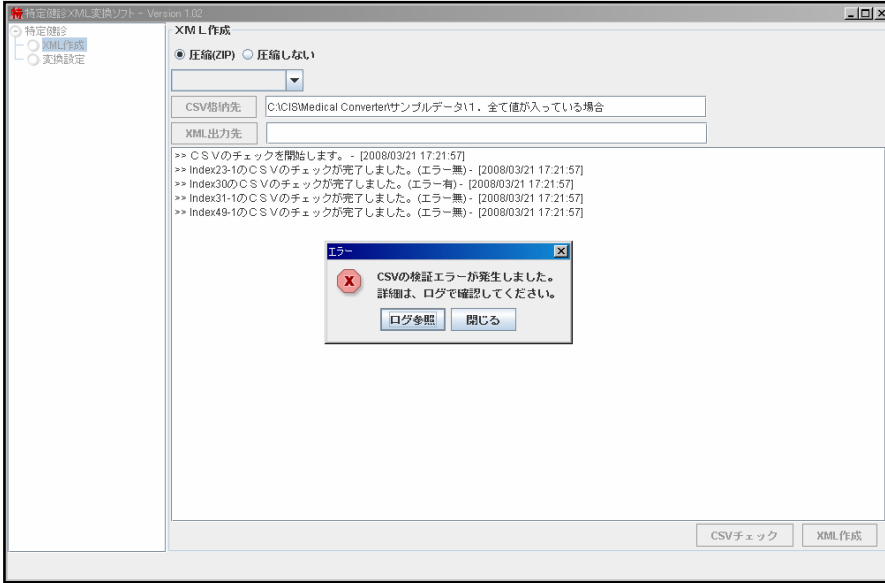 特定健診XML変換ソフト - Version 1.02
特定健診
XML作成
変換設定
XML作成
圧縮(ZIP) 圧縮しない
CSV格納先 C:\CIS\Medical Converter\サンプルデータ\1．全て値が入っている場合
XML出力先
>> ＣＳＶのチェックを開始します。 - [2008/03/21 17:21:57]
>> Index23-1のＣＳＶのチェックが完了しました。(エラー無) - [2008/03/21 17:21:57]
>> Index30のＣＳＶのチェックが完了しました。(エラー有) - [2008/03/21 17:21:57]
>> Index31-1のＣＳＶのチェックが完了しました。(エラー無) - [2008/03/21 17:21:57]
>> Index49-1のＣＳＶのチェックが完了しました。(エラー無) - [2008/03/21 17:21:57]
エラー
CSVの検証エラーが発生しました。
詳細は、ログで確認してください。
ログ参照 閉じる
CSVチェック XML作成